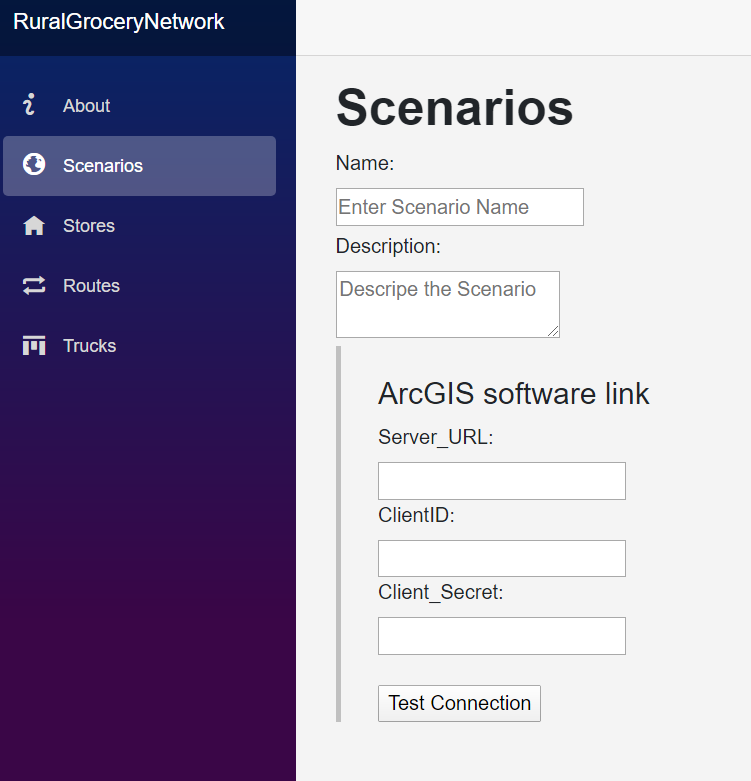 RuralGroceryNetwork
About
Scenarios
Stores
Routes
Trucks
Scenarios
Name:
Enter Scenario Name
Description:
Descripe the Scenario
ArcGIS software link
Server_URL:
ClientID:
Client_Secret:
Test Connection